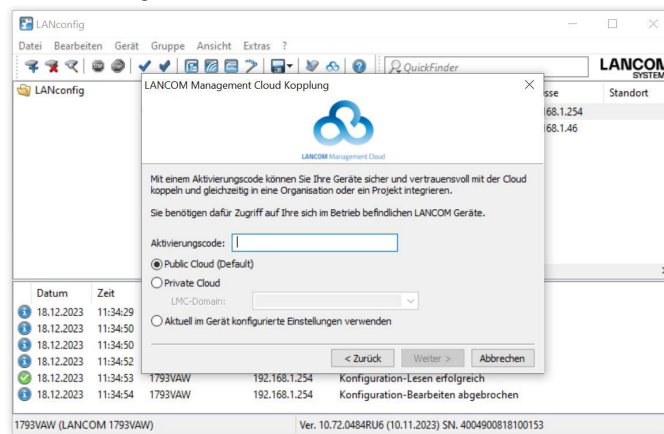 LANconfig
Datei Bearbeiten Gerät Gruppe Ansicht Extras ?
QuickFinder
LANCOM
SYSTEM
LANconfig
sse Standort
168.1.254
168.1.46
LANCOM Management Cloud Kopplung
LANCOM Management Cloud
Mit einem Aktivierungscode können Sie Ihre Geräte sicher und vertrauensvoll mit der Cloud
koppeln und gleichzeitig in eine Organisation oder ein Projekt integrieren.
Sie benötigen dafür Zugriff auf Ihre sich im Betrieb befindlichen LANCOM Geräte.
Aktivierungscode:
Public Cloud (Default)
Private Cloud
LMC-Domain:
Aktuell im Gerät konfigurierte Einstellungen verwenden
< Zurück Weiter > Abbrechen
Datum Zeit
18.12.2023 11:34:29
18.12.2023 11:34:50
18.12.2023 11:34:50
18.12.2023 11:34:52
18.12.2023 11:34:53 1793VAW 192.168.1.254 Konfiguration-Lesen erfolgreich
18.12.2023 11:34:54 1793VAW 192.168.1.254 Konfiguration-Bearbeiten abgebrochen
1793VAW (LANCOM 1793VAW) Ver. 10.72.0484RU6 (10.11.2023) SN. 4004900818100153